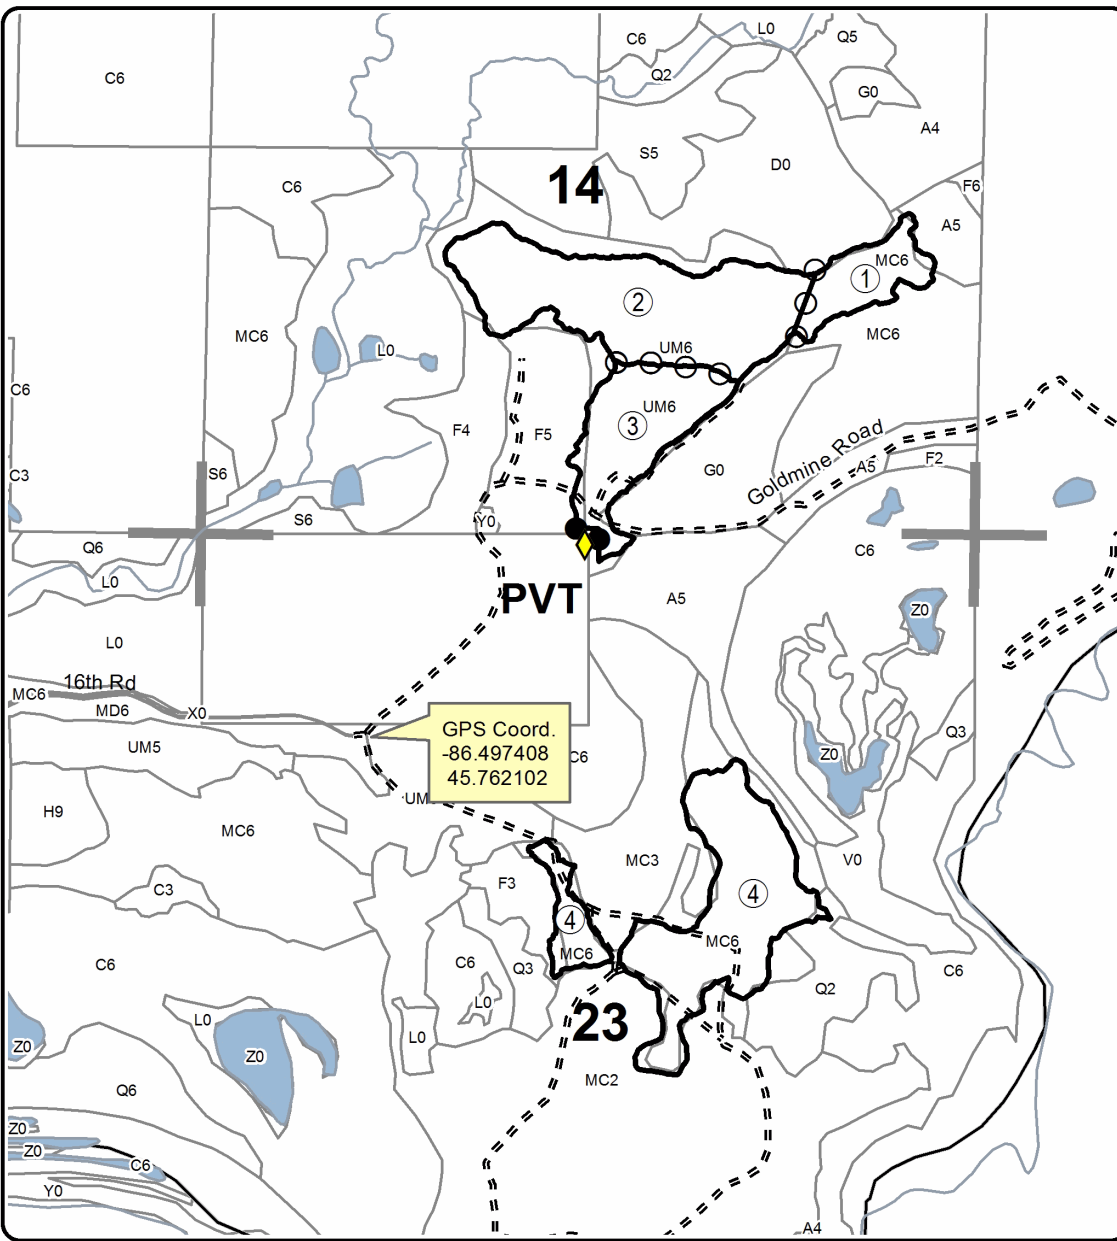 L0
Q5
C6
Q2
C6
G0
A4
S5
D0
14
C6
F6
A5
MC6
1
2
MC6
MC6
L0
UM6
C6
UM6
3
F4
F5
Goldmine Road
G0
A5
F2
C3
S6
S6
Y0
Q6
C6
L0
PVT
A5
Z0
L0
16th Rd
MC6
MD6
X0
GPS Coord.
-86.497408
45.762102
Q3
UM5
C6
Z0
UM
H9
MC6
MC3
V0
C3
F3
4
4
MC6
MC6
C6
C6
Q3
C6
Q2
L0
L0
23
L0
Z0
Z0
MC2
Q6
Z0
Z0
C6
Y0
A4